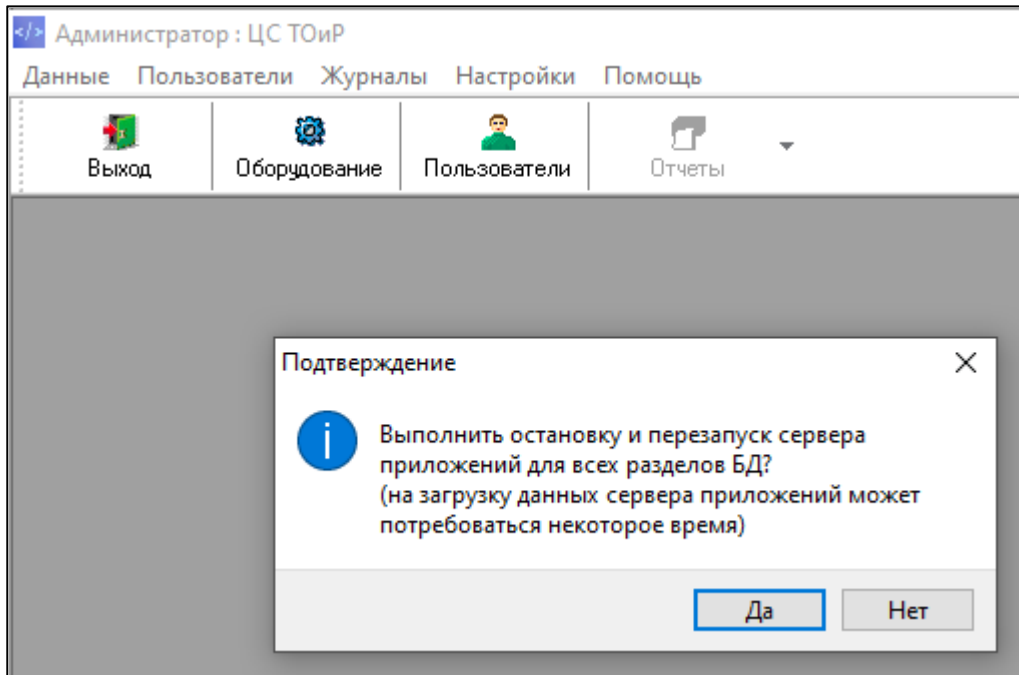 </> Администратор : ЦС ТОиР
Данные Пользователи Журналы Настройки Помощь
Выход Оборудование Пользователи Отчеты
Подтверждение
Выполнить остановку и перезапуск сервера
приложений для всех разделов БД?
(на загрузку данных сервера приложений может
потребоваться некоторое время)
Да Нет